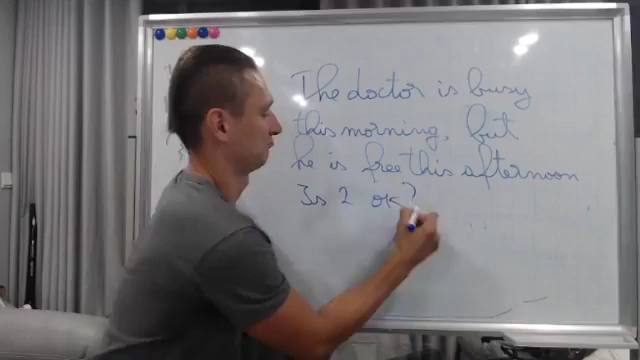 The doctor is busy
this morning, but
he is free this afternoon
Is 2 ok?